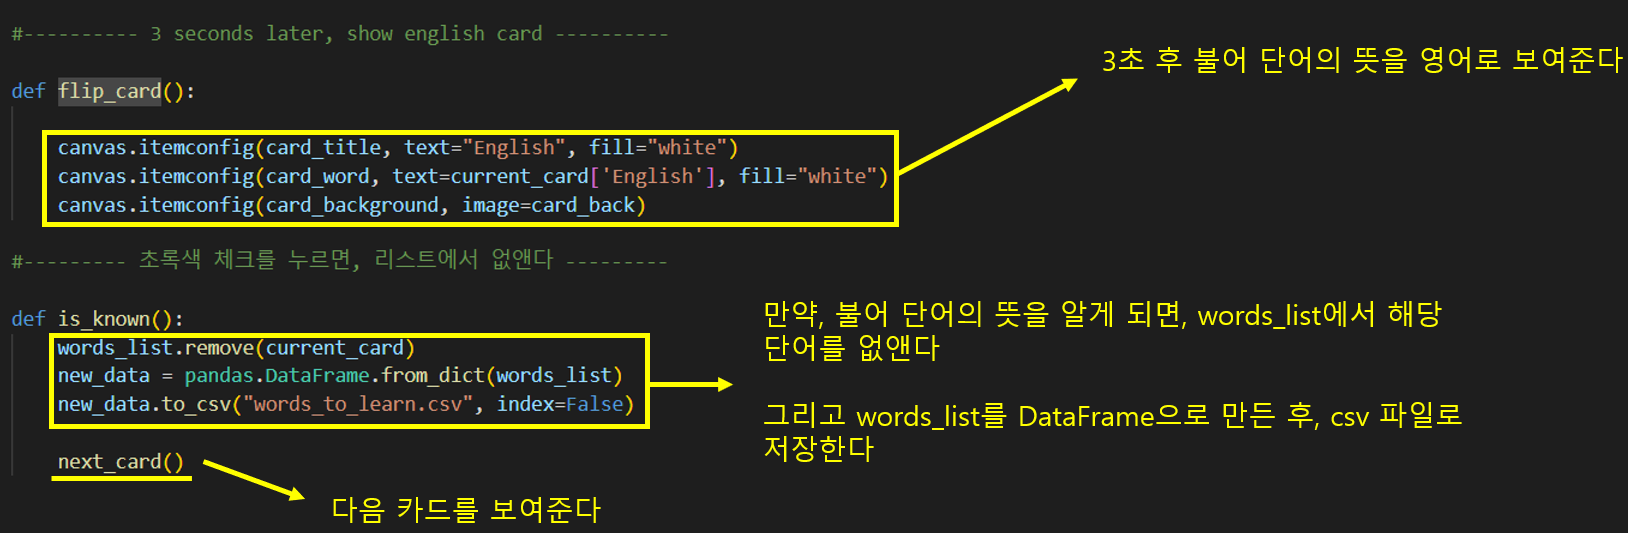 #---------- 3 seconds later, show english card ----------
3초 후 불어 단어의 뜻을 영어로 보여준다
def flip_card():
canvas.itemconfig(card_title, text="English", fill="white")
canvas.itemconfig(card_word, text=current_card['English'], fill="white")
canvas.itemconfig(card_background, image=card_back)
#--------- 초록색 체크를 누르면, 리스트에서 없앤다 ---------
def is_known():
words_list.remove(current_card)
new_data = pandas.DataFrame.from_dict(words_list)
new_data.to_csv("words_to_learn.csv", index=False)
만약, 불어 단어의 뜻을 알게 되면, words_list에서 해당
단어를 없앤다
그리고 words_list를 DataFrame으로 만든 후, csv 파일로
저장한다
next_card()
다음 카드를 보여준다